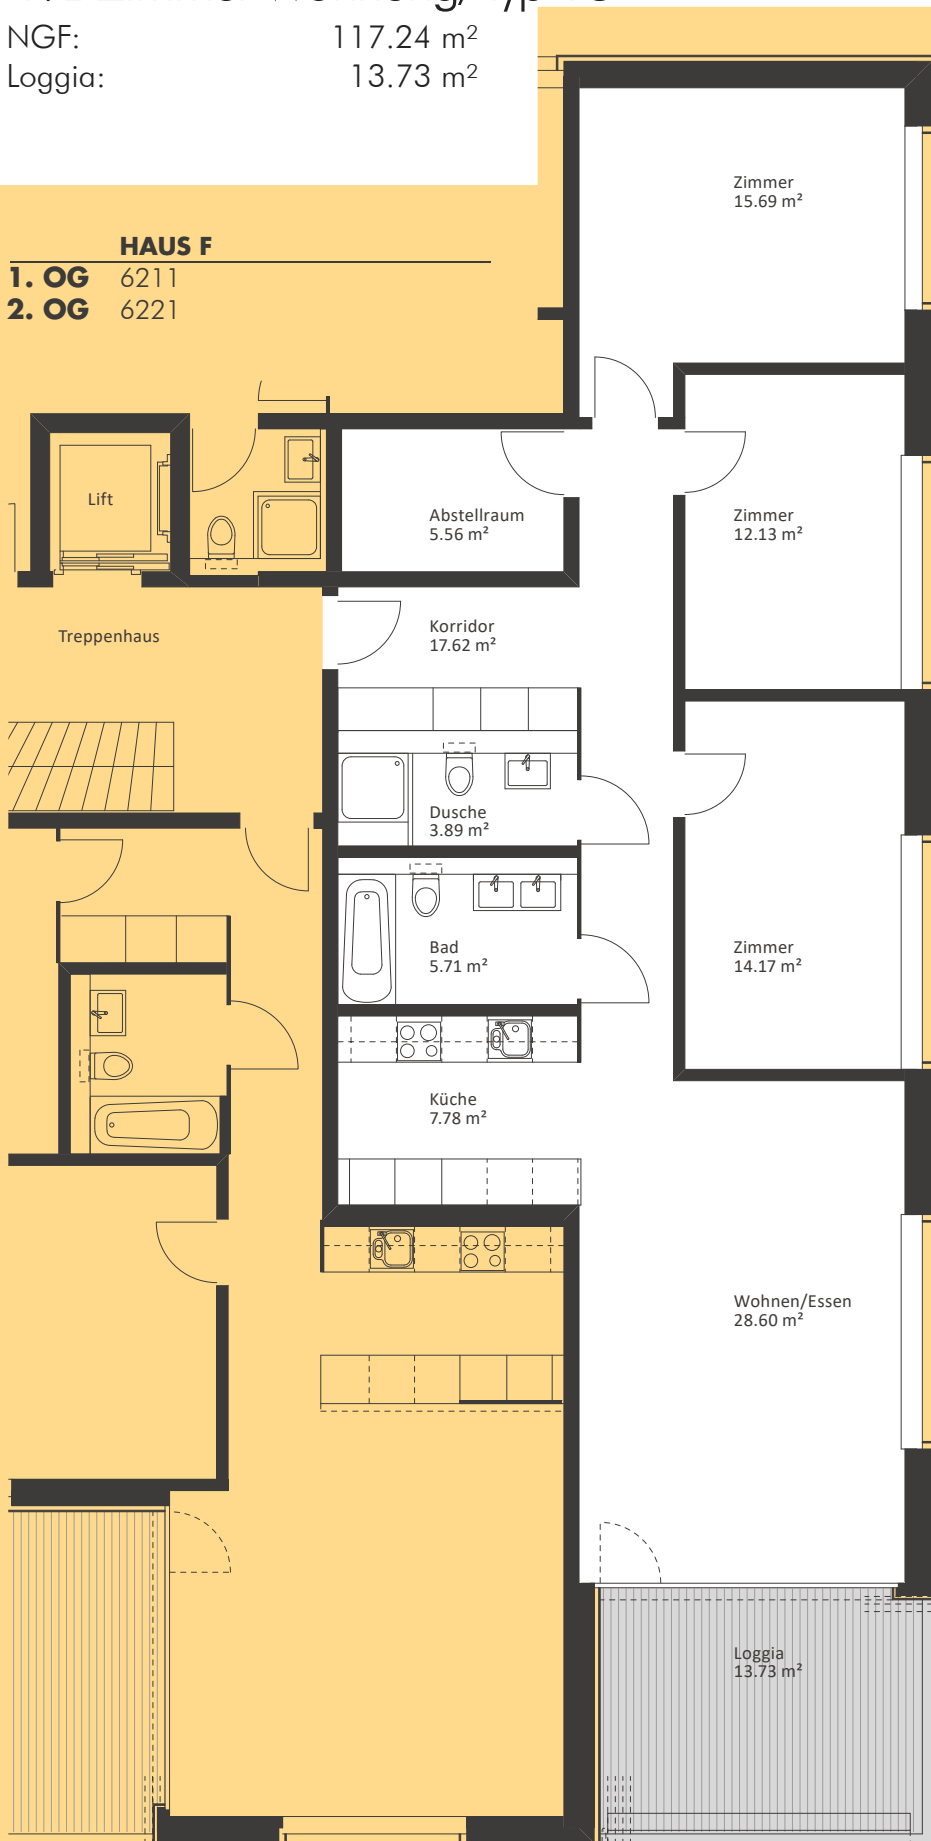 NGF: 117.24 m²
Loggia: 13.73 m²
HAUS F
1. OG 6211
2. OG 6221
Zimmer
15.69 m²
Lift
Abstellraum
5.56 m²
Zimmer
12.13 m²
Treppenhaus
Korridor
17.62 m²
Dusche
3.89 m²
Bad
5.71 m²
Zimmer
14.17 m²
Küche
7.78 m²
Wohnen/Essen
28.60 m²
Loggia
13.73 m²